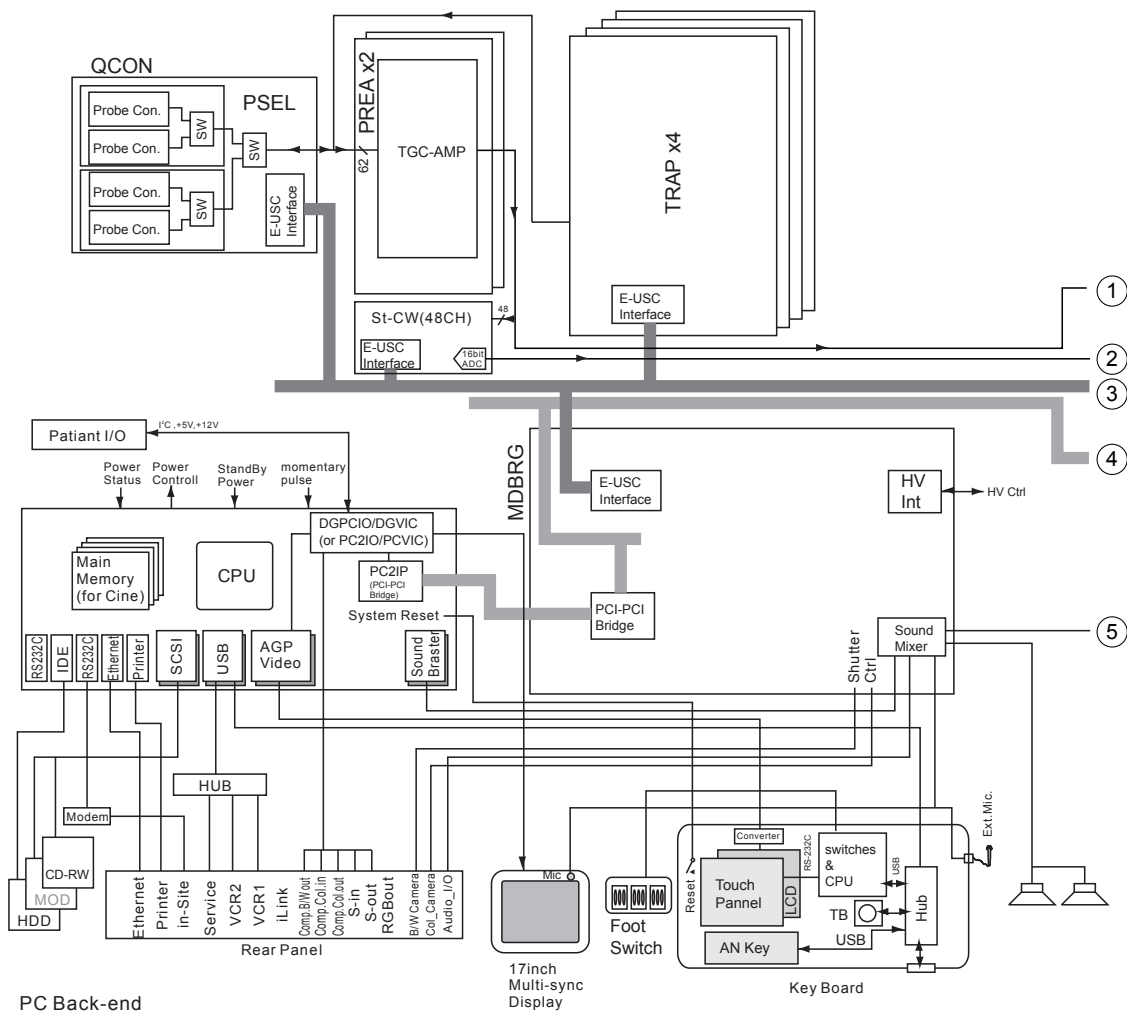 QCON
PSEL
Probe Con.
Probe Con.
SW
SW
Probe Con.
Probe Con.
SW
E-USC
Interface
PREA x2
62
TGC-AMP
TRAP x4
E-USC
Interface
St-CW(48CH)
48
E-USC
Interface
16bit
ADC
1
2
3
4
5
Patiant I/O
I²C ,+5V,+12V
Power
Status
Power
Controll
StandBy
Power
momentary
pulse
MDBRG
E-USC
Interface
HV
Int
HV Ctrl
DGPCIO/DGVIC
(or PC2IO/PCVIC)
Main
Memory
(for Cine)
CPU
PC2IP
(PCI-PCI
Bridge)
System Reset
PCI-PCI
Bridge
Sound
Mixer
Shutter
Ctrl
RS232C
IDE
RS232C
Ethernet
Printer
SCSI
USB
AGP
Video
Sound
Braster
HUB
Modem
CD-RW
MOD
HDD
Ethernet
Printer
in-Site
Service
VCR2
VCR1
iLink
Comp.B/W out
Comp.Col.in
Comp.Col.out
S-in
S-out
RGBout
B/W Camera
Col_Camera
Audio_I/O
Rear Panel
Mic
17inch
Multi-sync
Display
Foot
Switch
Reset
Converter
RS-232C
switches
&
CPU
USB
Touch
Pannel
LCD
TB
Hub
AN Key
USB
Key Board
Ext.Mic.
PC Back-end